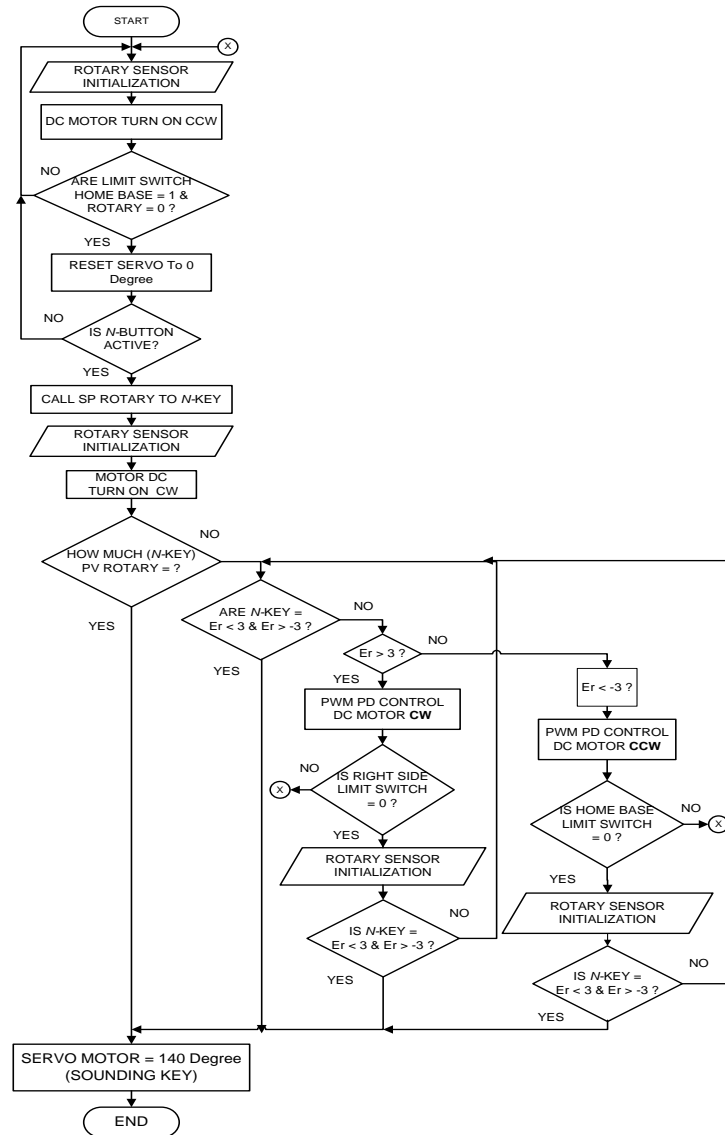 START
X
ROTARY SENSOR
INITIALIZATION
DC MOTOR TURN ON CCW
NO
ARE LIMIT SWITCH
HOME BASE = 1 &
ROTARY = 0 ?
YES
RESET SERVO To 0
Degree
NO
IS N-BUTTON
ACTIVE?
YES
CALL SP ROTARY TO N-KEY
ROTARY SENSOR
INITIALIZATION
MOTOR DC
TURN ON CW
NO
HOW MUCH (N-KEY)
PV ROTARY = ?
YES
ARE N-KEY =
Er < 3 & Er > -3 ?
NO
YES
Er > 3 ?
NO
YES
Er < -3 ?
PWM PD CONTROL
DC MOTOR CW
PWM PD CONTROL
DC MOTOR CCW
NO
X
IS RIGHT SIDE
LIMIT SWITCH
= 0 ?
YES
IS HOME BASE
LIMIT SWITCH
= 0 ?
NO
X
YES
ROTARY SENSOR
INITIALIZATION
ROTARY SENSOR
INITIALIZATION
IS N-KEY =
Er < 3 & Er > -3 ?
NO
YES
IS N-KEY =
Er < 3 & Er > -3 ?
NO
YES
SERVO MOTOR = 140 Degree
(SOUNDING KEY)
END